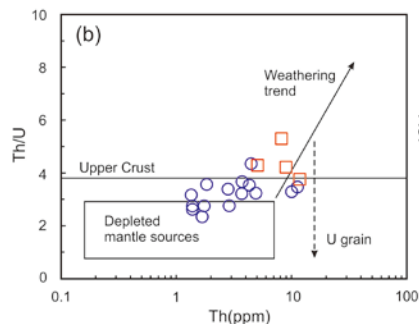 (b)
10
8
6
4
2
0
Th/U
Weathering
trend
Upper Crust
Depleted
mantle sources
U grain
0.1
1
10
100
Th(ppm)